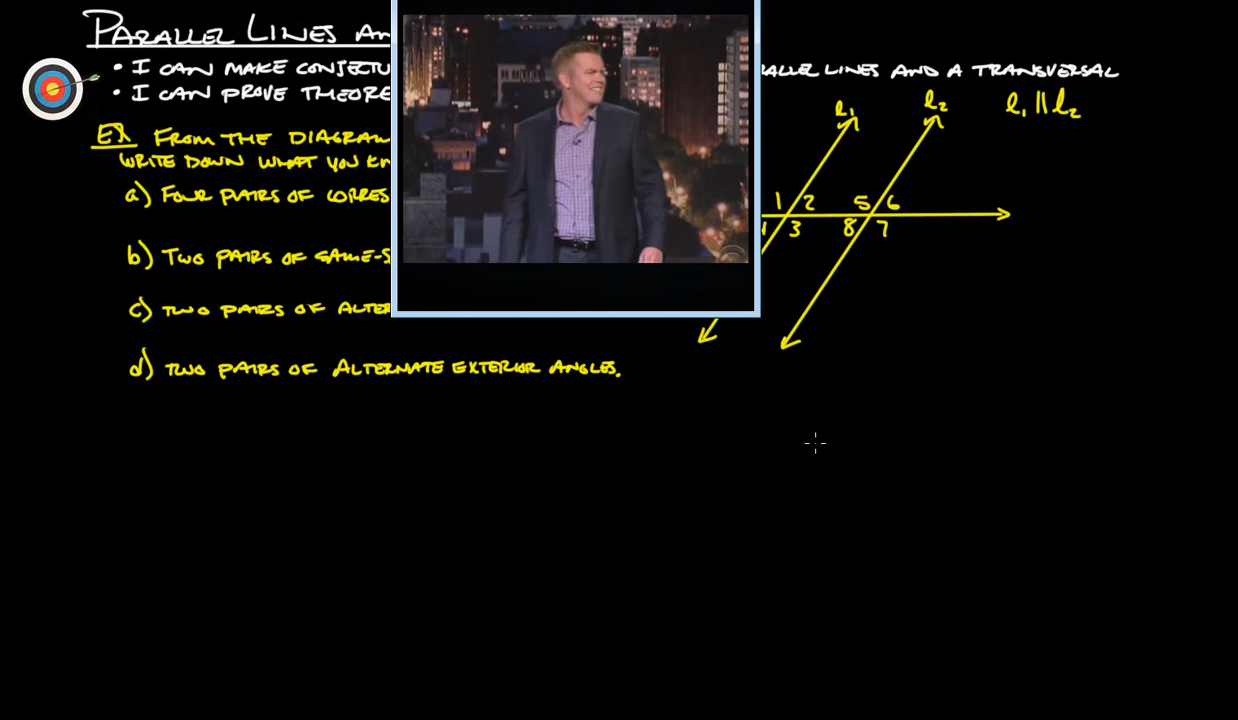 PARALLEL LINES AN
• I CAN MAKE CONJECTU
ALLEL LINES AND A TRANSVERSAL
• I CAN PROVE THEORE
EX FROM THE DIAGRAM
WRITE DOWN WHAT YOU KN
a) FOUR PAIRS OF CORRES
b) TWO PAIRS OF SAME-S
c) TWO PAIRS OF ALTER
d) TWO PAIRS OF ALTERNATE EXTERIOR ANGLES.
l₁ l₂ l₁ || l₂
1 2 5 6
4 3 8 7